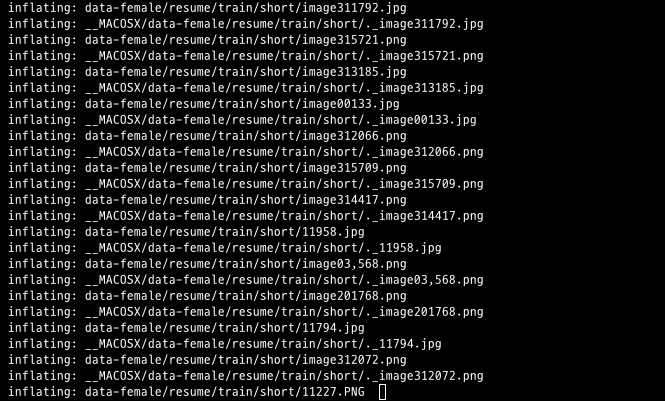 inflating: data-female/resume/train/short/image311792.jpg
inflating: __MACOSX/data-female/resume/train/short/._image311792.jpg
inflating: data-female/resume/train/short/image315721.png
inflating: __MACOSX/data-female/resume/train/short/._image315721.png
inflating: data-female/resume/train/short/image313185.jpg
inflating: __MACOSX/data-female/resume/train/short/._image313185.jpg
inflating: data-female/resume/train/short/image00133.jpg
inflating: __MACOSX/data-female/resume/train/short/._image00133.jpg
inflating: data-female/resume/train/short/image312066.png
inflating: __MACOSX/data-female/resume/train/short/._image312066.png
inflating: data-female/resume/train/short/image315709.png
inflating: __MACOSX/data-female/resume/train/short/._image315709.png
inflating: data-female/resume/train/short/image314417.png
inflating: __MACOSX/data-female/resume/train/short/._image314417.png
inflating: data-female/resume/train/short/11958.jpg
inflating: __MACOSX/data-female/resume/train/short/._11958.jpg
inflating: data-female/resume/train/short/image03,568.png
inflating: __MACOSX/data-female/resume/train/short/._image03,568.png
inflating: data-female/resume/train/short/image201768.png
inflating: __MACOSX/data-female/resume/train/short/._image201768.png
inflating: data-female/resume/train/short/11794.jpg
inflating: __MACOSX/data-female/resume/train/short/._11794.jpg
inflating: data-female/resume/train/short/image312072.png
inflating: __MACOSX/data-female/resume/train/short/._image312072.png
inflating: data-female/resume/train/short/11227.PNG